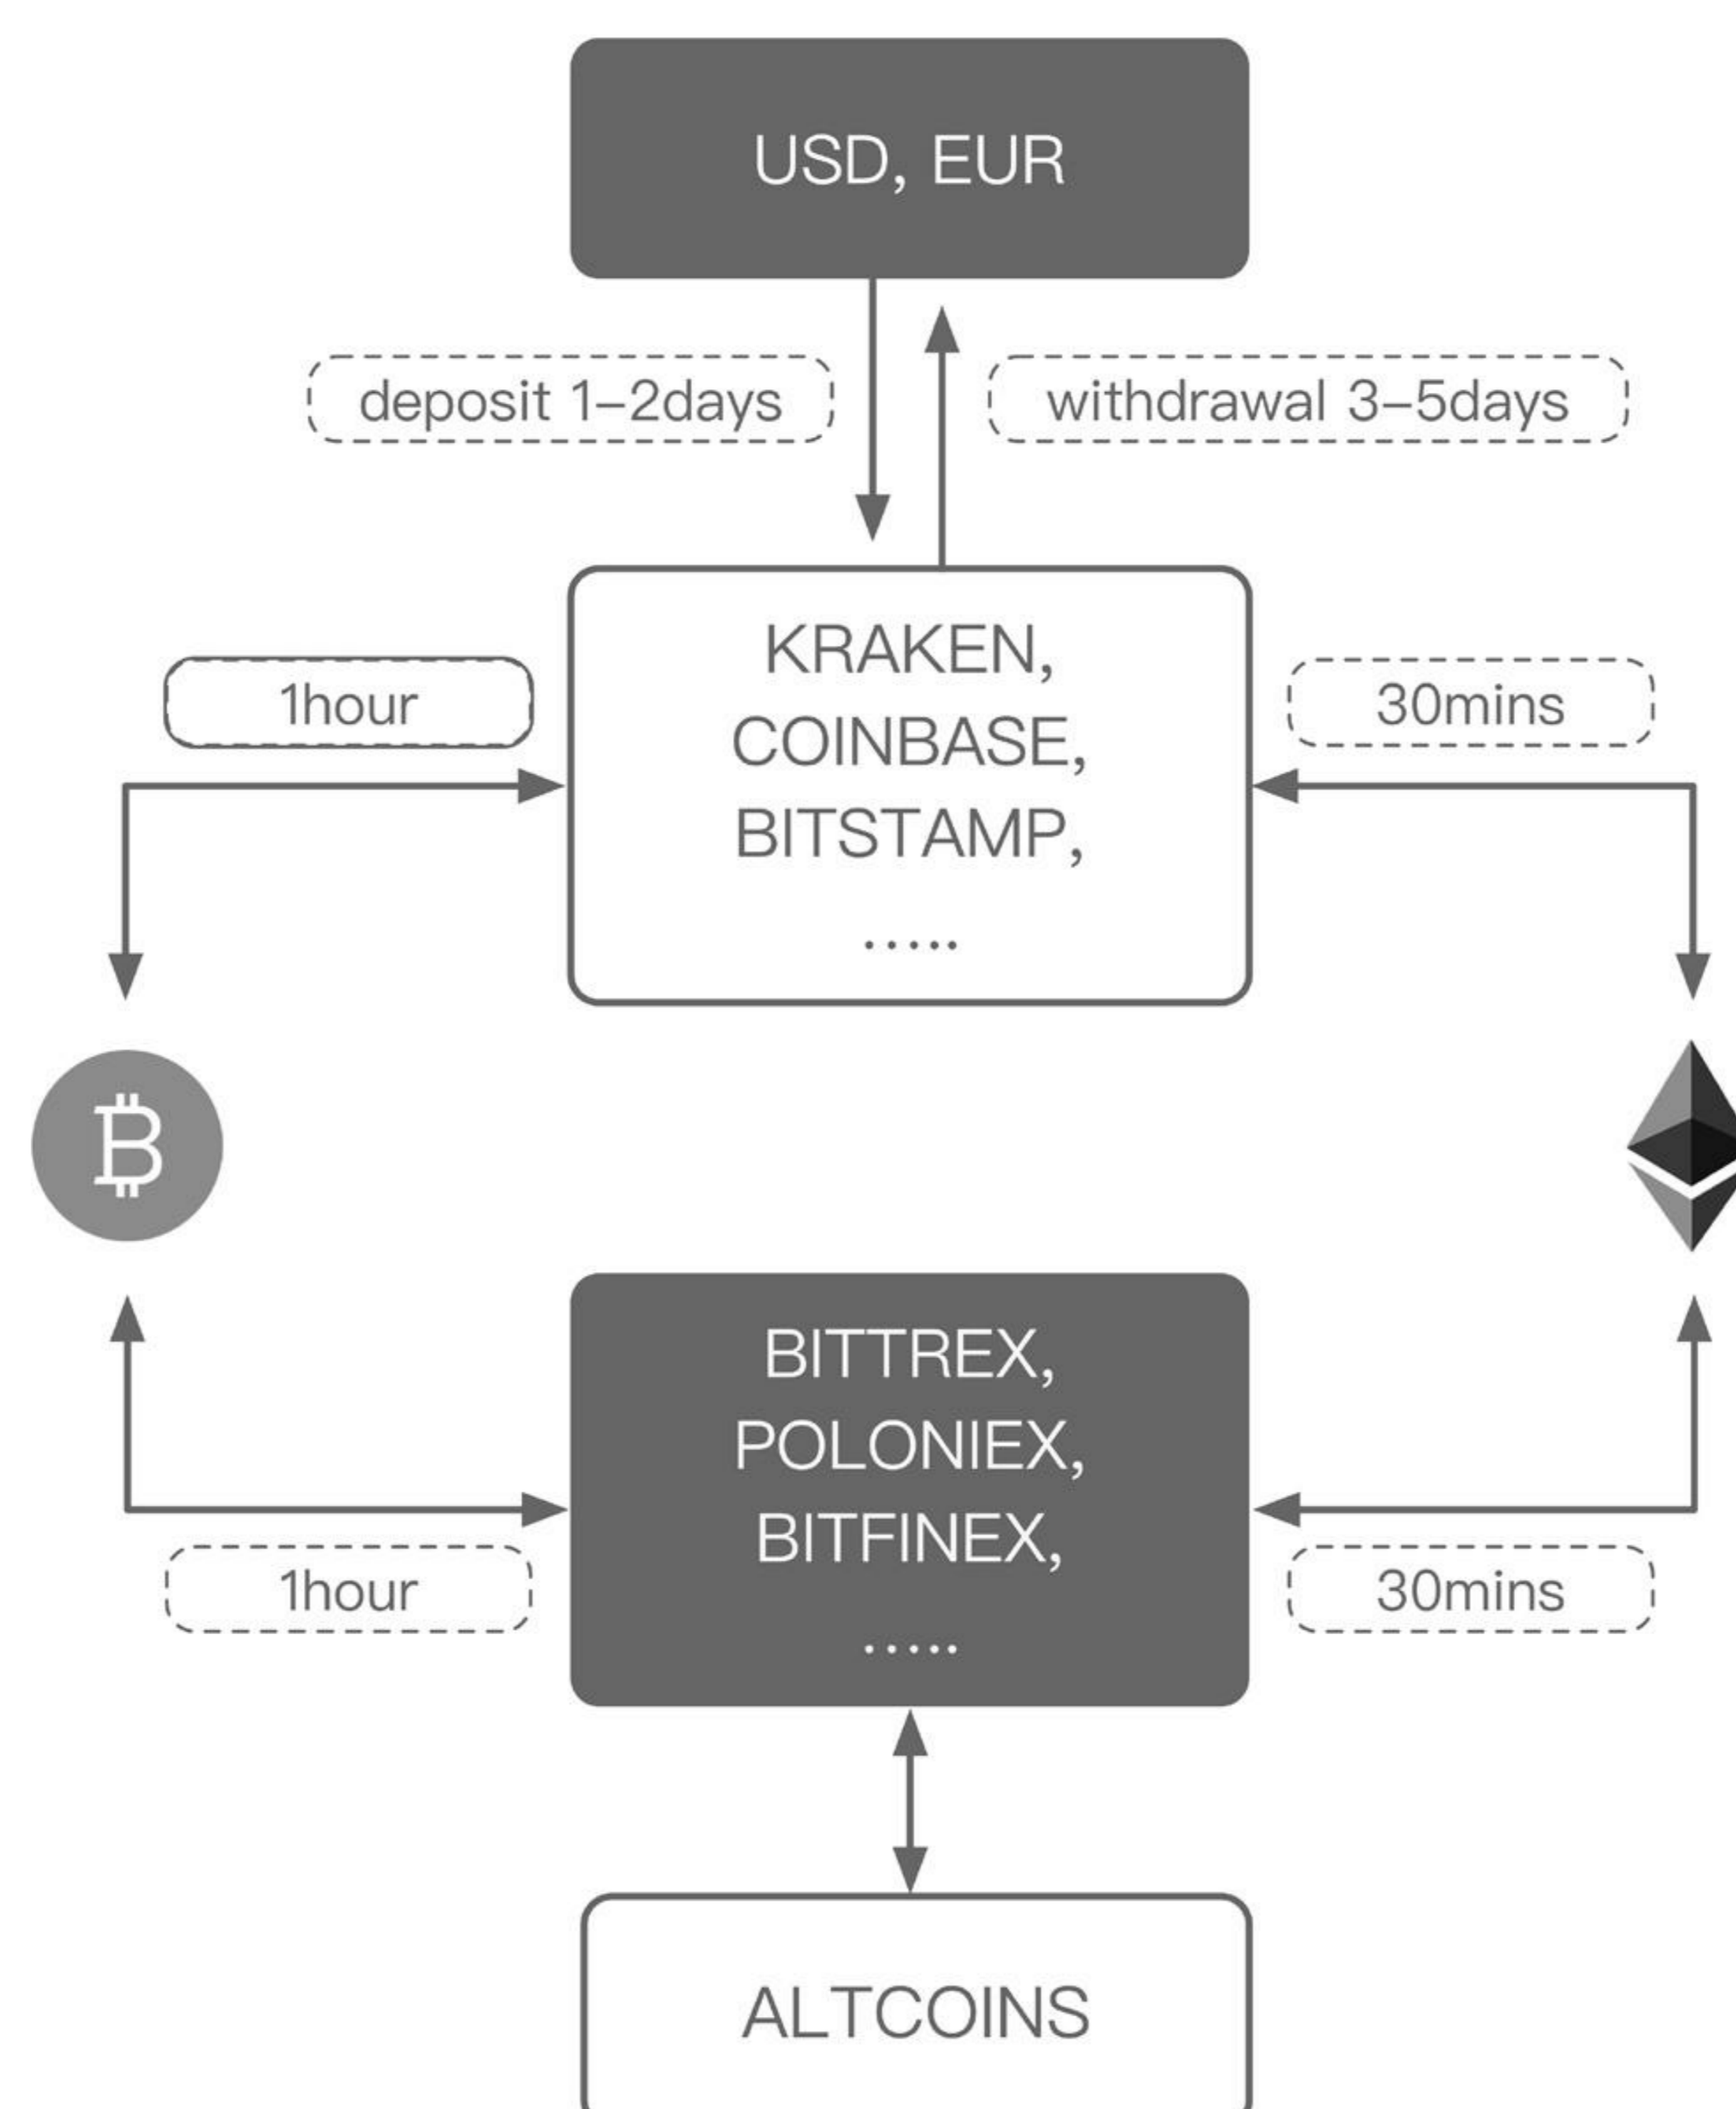 USD, EUR
deposit 1–2days
withdrawal 3–5days
KRAKEN,
COINBASE,
BITSTAMP,
.....
1hour
30mins
BITTREX,
POLONIEX,
BITFINEX,
.....
1hour
30mins
ALTCOINS